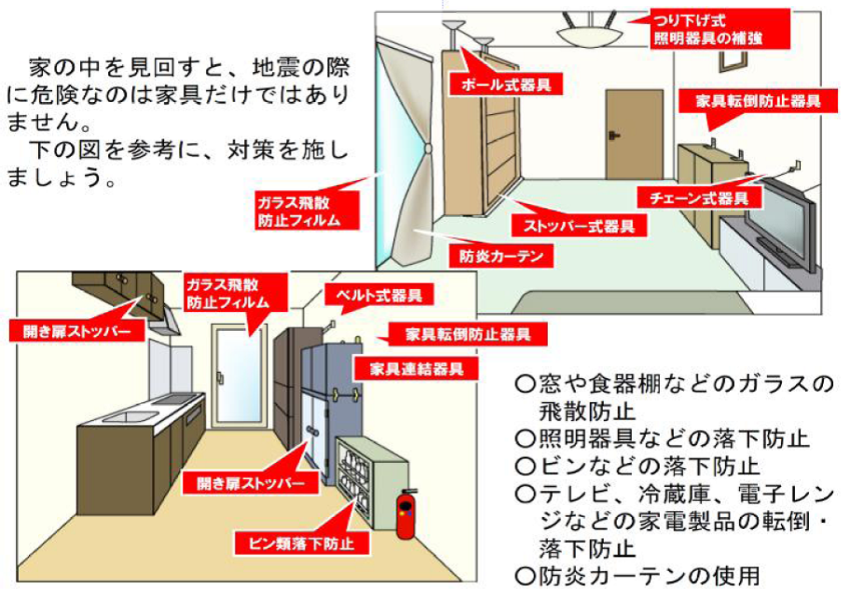 家の中を見回すと、地震の際
に危険なのは家具だけではあり
ません。
下の図を参考に、対策を施し
ましょう。
つり下げ式
照明器具の補強
ポール式器具
家具転倒防止器具
ガラス飛散
防止フィルム
チェーン式器具
ストッパー式器具
防炎カーテン
ガラス飛散
防止フィルム
ベルト式器具
開き扉ストッパー
家具転倒防止器具
家具連結器具
開き扉ストッパー
ビン類落下防止
〇窓や食器棚などのガラスの
飛散防止
〇照明器具などの落下防止
〇ビンなどの落下防止
〇テレビ、冷蔵庫、電子レン
ジなどの家電製品の転倒・
落下防止
〇防炎カーテンの使用